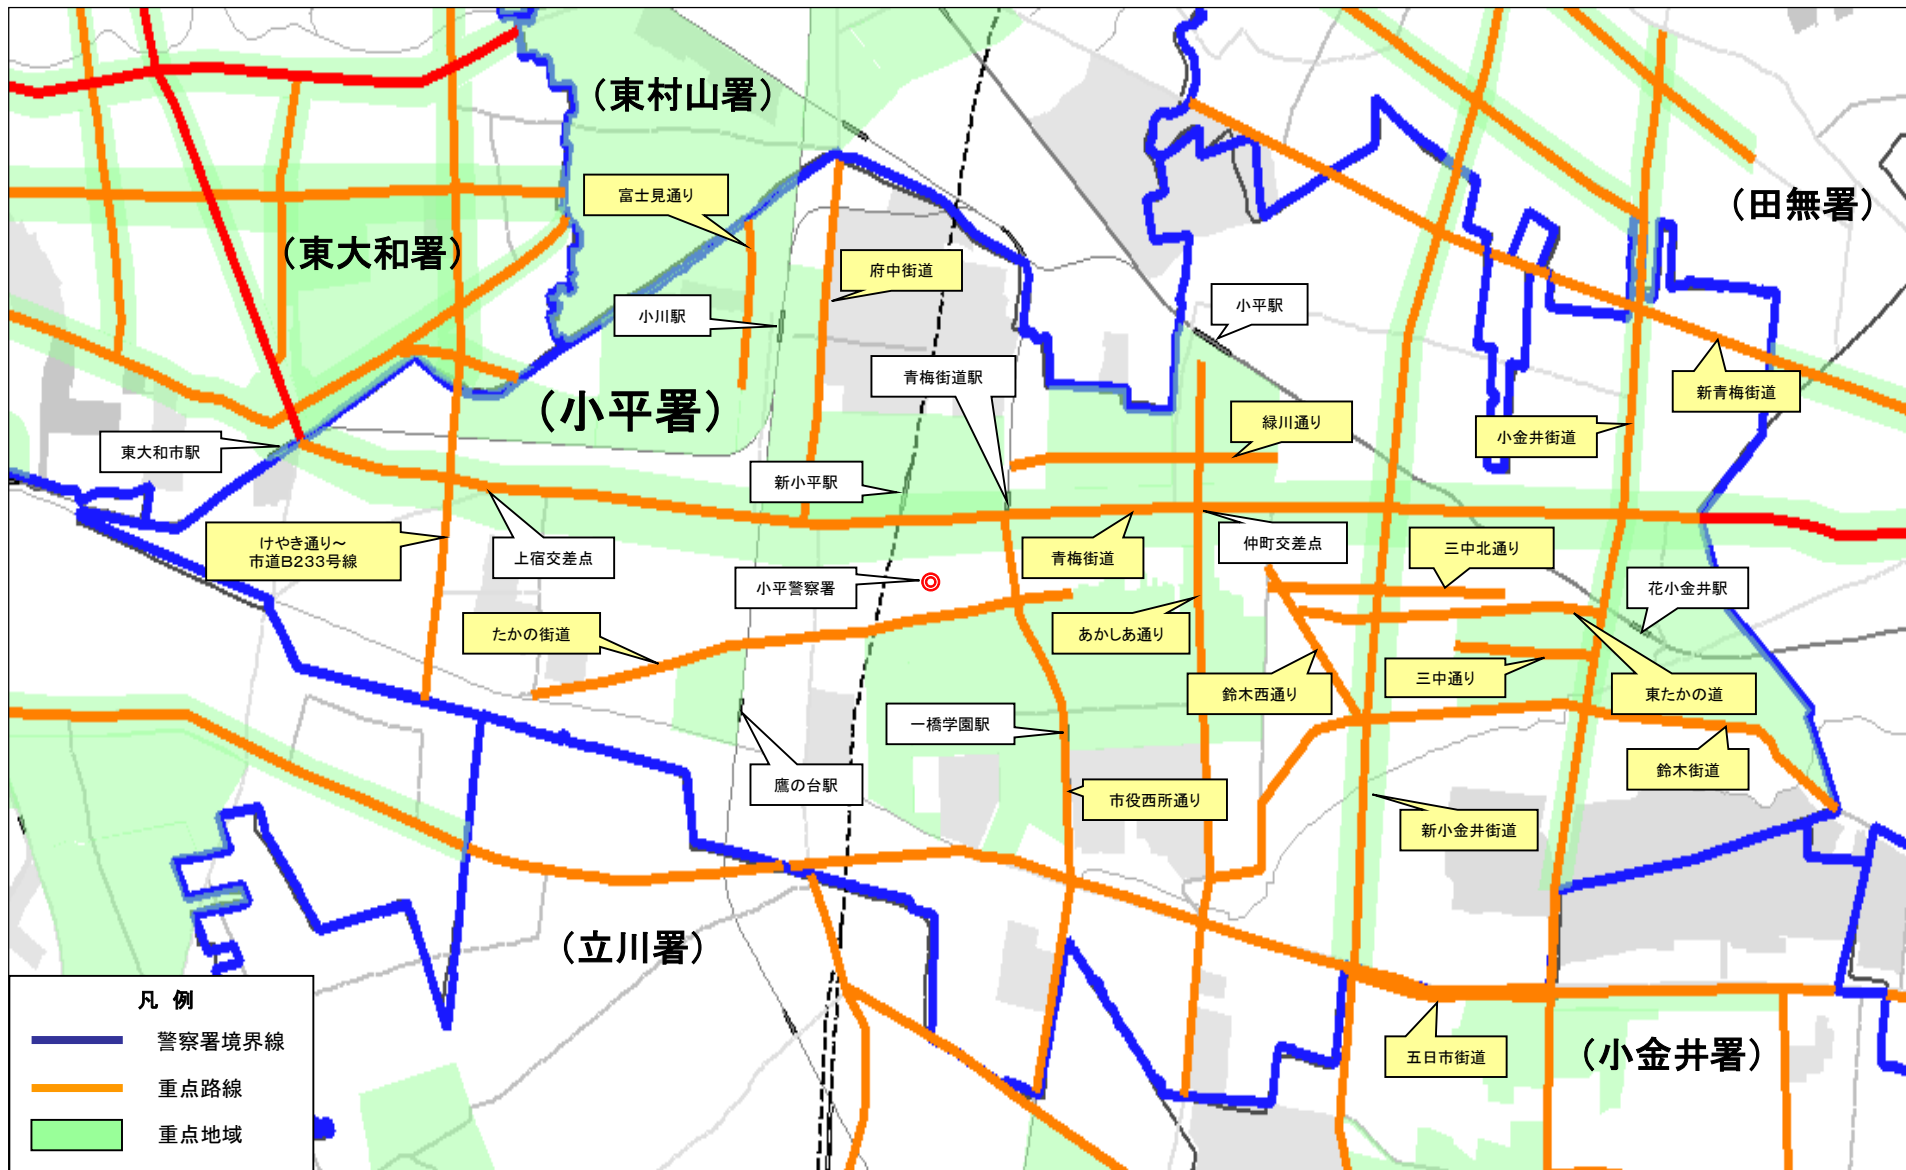 （東村山署）
（田無署）
富士見通り
（東大和署）
府中街道
小川駅
小平駅
青梅街道駅
新青梅街道
（小平署）
緑川通り
小金井街道
東大和市駅
新小平駅
けやき通り～
市道B233号線
上宿交差点
青梅街道
仲町交差点
三中北通り
小平警察署
花小金井駅
たかの街道
あかしあ通り
三中通り
鈴木西通り
東たかの道
一橋学園駅
鈴木街道
鷹の台駅
市役西所通り
新小金井街道
（立川署）
五日市街道
（小金井署）
凡 例
警察署境界線
重点路線
重点地域